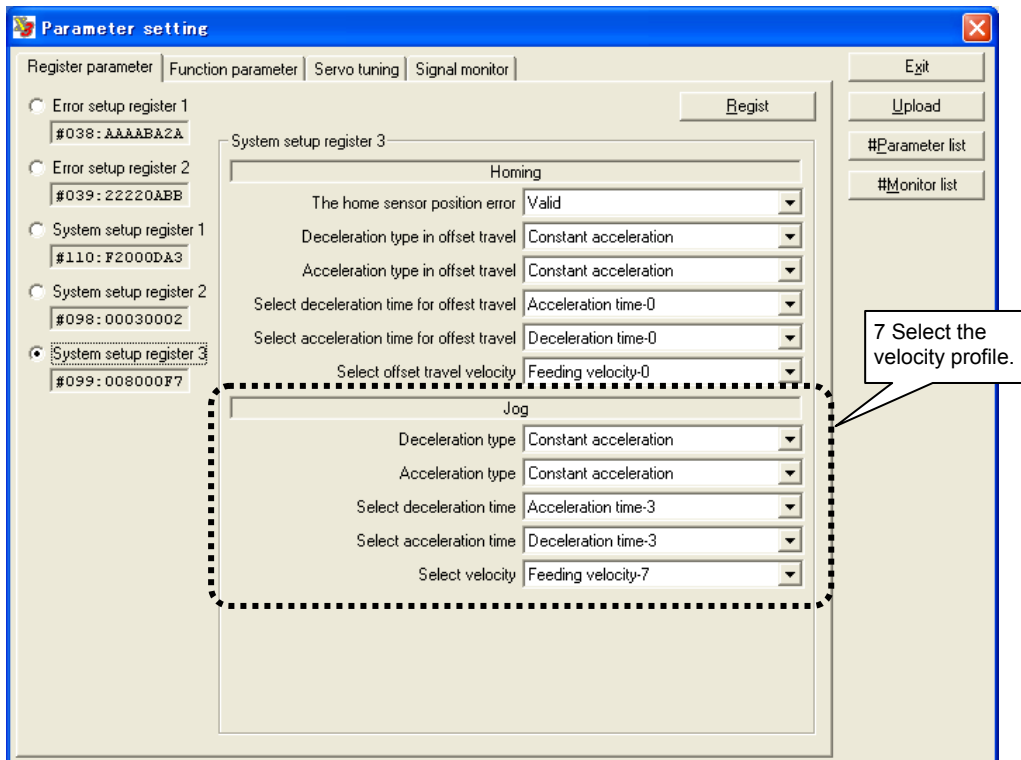 Parameter setting
Register parameter
Function parameter
Servo tuning
Signal monitor
Exit
Upload
#Parameter list
#Monitor list
Error setup register 1
#038:AAAABA2A
Error setup register 2
#039:22220ABB
System setup register 1
#110:F2000DA3
System setup register 2
#098:00030002
System setup register 3
#099:008000F7
Regist
System setup register 3
Homing
The home sensor position error Valid
Deceleration type in offset travel Constant acceleration
Acceleration type in offset travel Constant acceleration
Select deceleration time for offest travel Acceleration time-0
Select acceleration time for offest travel Deceleration time-0
Select offset travel velocity Feeding velocity-0
Jog
Deceleration type Constant acceleration
Acceleration type Constant acceleration
Select deceleration time Acceleration time-3
Select acceleration time Deceleration time-3
Select velocity Feeding velocity-7
7 Select the
velocity profile.